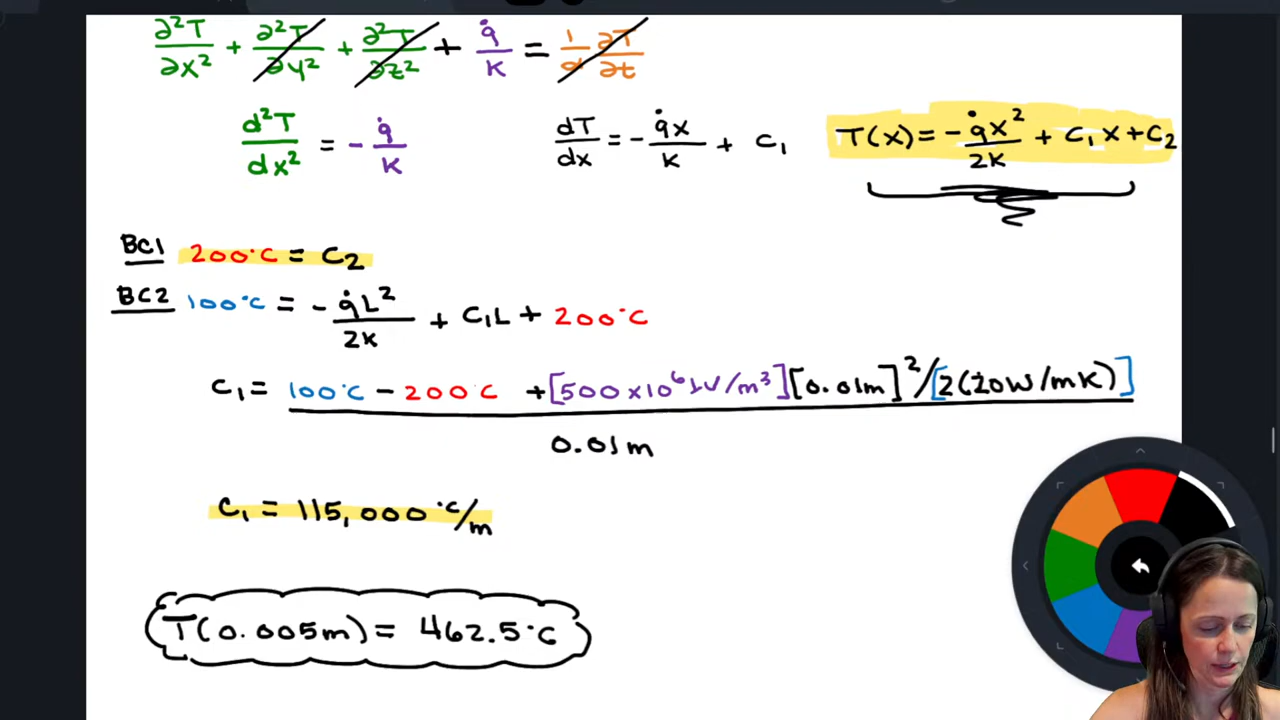 ∂²T/∂x² + ∂²T/∂y² + ∂²T/∂z² + q̇/k = 1/α ∂T/∂t
d²T/dx² = - q̇/k    dT/dx = - q̇x/k + C₁    T(x) = - q̇x²/2k + C₁x + C₂
BC1 200°C = C₂
BC2 100°C = - q̇L²/2k + C₁L + 200°C
C₁ = 100°C - 200°C + [500x10⁶ W/m³][0.01m]²/[2(20W/mK)]
0.01m
C₁ = 115,000 °C/m
T(0.005m) = 462.5°C